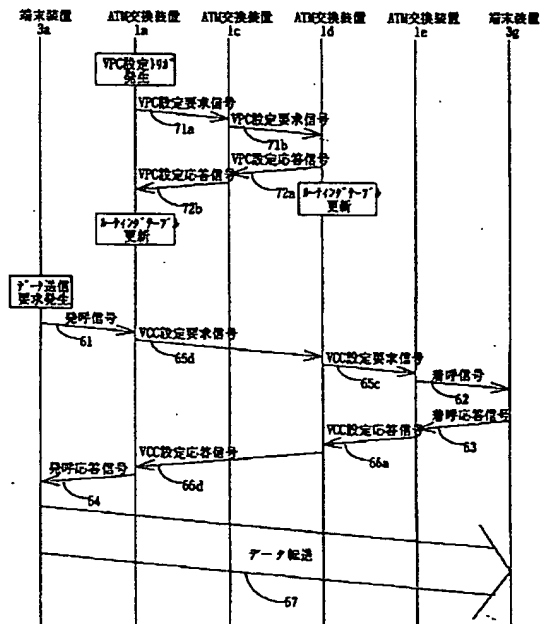 端末装置 ATM交換装置 ATM交換装置 ATM交換装置 ATM交換装置 端末装置
3a 1a 1c 1d 1e 3g
VPC設定トリガ
発生
VPC設定要求信号
71a
VPC設定要求信号
71b
VPC設定応答信号
72a
VPC設定応答信号
72b
ルーティングテーブル
更新
ルーティングテーブル
更新
データ送信
要求発生
発呼信号
61
VCC設定要求信号
65d
VCC設定要求信号
65c
着呼信号
62
着呼応答信号
63
VCC設定応答信号
66a
VCC設定応答信号
66d
発呼応答信号
64
データ転送
67